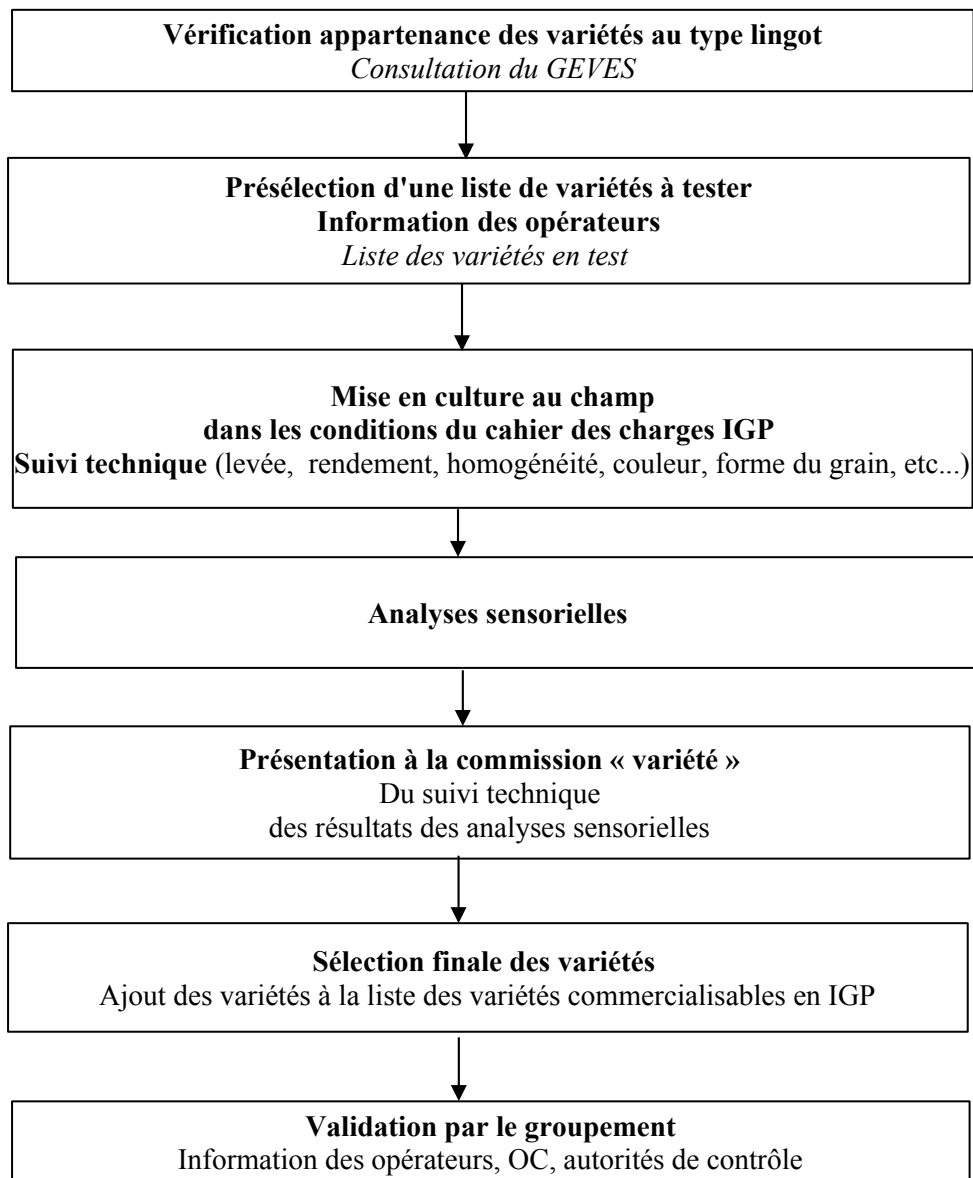 Vérification appartenance des variétés au type lingot
Consultation du GEVES
Présélection d'une liste de variétés à tester
Information des opérateurs
Liste des variétés en test
Mise en culture au champ
dans les conditions du cahier des charges IGP
Suivi technique (levée, rendement, homogénéité, couleur, forme du grain, etc...)
Analyses sensorielles
Présentation à la commission « variété »
Du suivi technique
des résultats des analyses sensorielles
Sélection finale des variétés
Ajout des variétés à la liste des variétés commercialisables en IGP
Validation par le groupement
Information des opérateurs, OC, autorités de contrôle